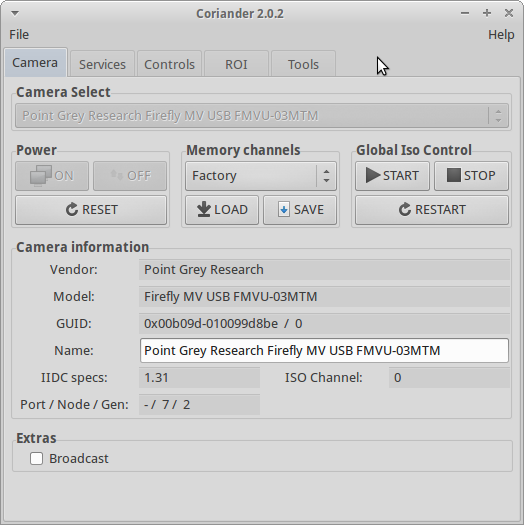 Coriander 2.0.2
File Help
Camera Services Controls ROI Tools
Camera Select
Point Grey Research Firefly MV USB FMVU-03MTM
Power Memory channels Global Iso Control
ON OFF Factory START STOP
RESET LOAD SAVE RESTART
Camera information
Vendor: Point Grey Research
Model: Firefly MV USB FMVU-03MTM
GUID: 0x00b09d-010099d8be / 0
Name: Point Grey Research Firefly MV USB FMVU-03MTM
IIDC specs: 1.31 ISO Channel: 0
Port / Node / Gen: - / 7 / 2
Extras
Broadcast